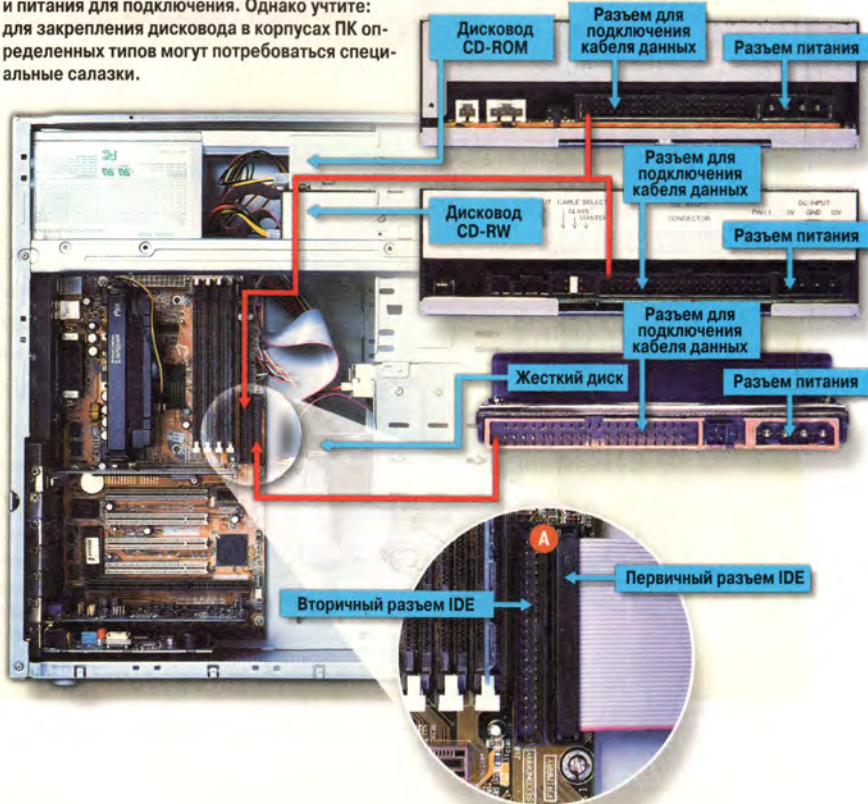 и питания для подключения. Однако учтите:
для закрепления дисковода в корпусах ПК оп-
ределенных типов могут потребоваться специ-
альные салазки.
Дисковод
CD-ROM
Разъем для
подключения
кабеля данных
Разъем питания
Разъем для
подключения
кабеля данных
CABLE SELECT
SLAVE
MASTER
CONNECTOR
DC INPUT
5V GND 12V
Дисковод
CD-RW
Разъем питания
Разъем для
подключения
кабеля данных
Жесткий диск
Разъем питания
A
Вторичный разъем IDE
Первичный разъем IDE
SECONDARY
PRIMARY